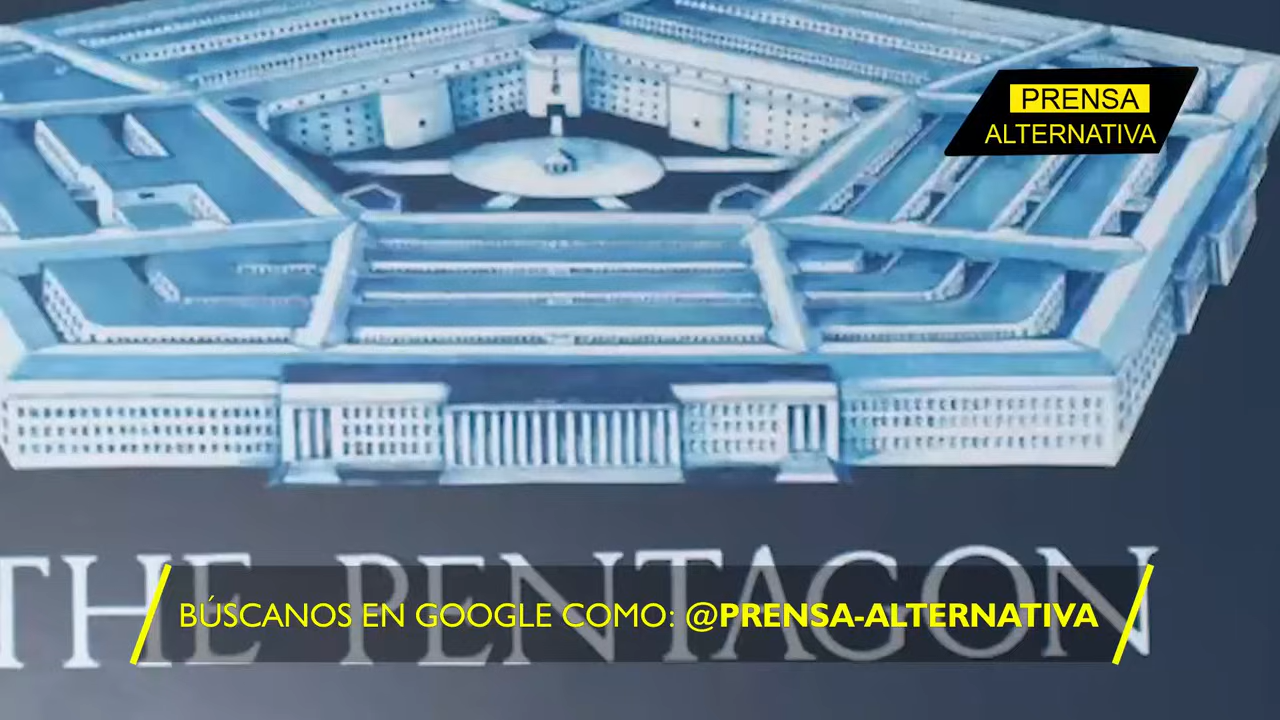 PRENSA
ALTERNATIVA
THE PENTAGON
BÚSCANOS EN GOOGLE COMO: @PRENSA-ALTERNATIVA